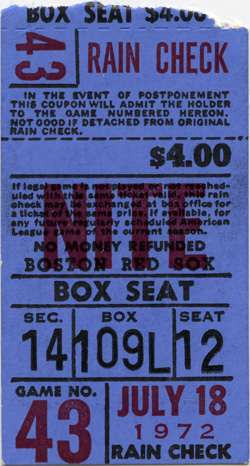 BOX SEAT $4.00
43 RAIN CHECK
IN THE EVENT OF POSTPONEMENT
THIS COUPON WILL ADMIT THE HOLDER
TO THE GAME NUMBERED HEREON.
NOT GOOD IF DETACHED FROM ORIGINAL
RAIN CHECK.
$4.00
If legal game is not played or not resched-
uled with this same ticket valid, this rain
check may be exchanged at box office for
a ticket of the same price. If available, for
any future regularly scheduled American
League game of the current season.
NO MONEY REFUNDED
BOSTON RED SOX
BOX SEAT
SEC. BOX SEAT
14 109L 12
GAME NO.
43
JULY 18
1972
RAIN CHECK